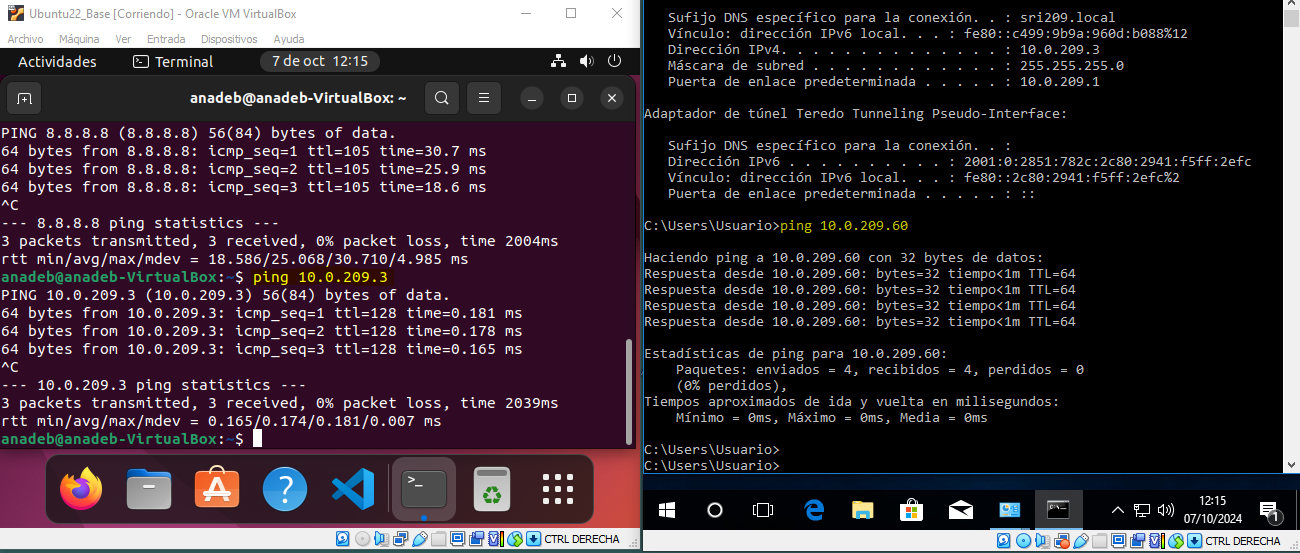 Ubuntu22_Base [Corriendo] - Oracle VM VirtualBox
Archivo Máquina Ver Entrada Dispositivos Ayuda
Actividades Terminal 7 de oct 12:15
anadeb@anadeb-VirtualBox: ~
PING 8.8.8.8 (8.8.8.8) 56(84) bytes of data.
64 bytes from 8.8.8.8: icmp_seq=1 ttl=105 time=30.7 ms
64 bytes from 8.8.8.8: icmp_seq=2 ttl=105 time=25.9 ms
64 bytes from 8.8.8.8: icmp_seq=3 ttl=105 time=18.6 ms
^C
--- 8.8.8.8 ping statistics ---
3 packets transmitted, 3 received, 0% packet loss, time 2004ms
rtt min/avg/max/mdev = 18.586/25.068/30.710/4.985 ms
anadeb@anadeb-VirtualBox:~$ ping 10.0.209.3
PING 10.0.209.3 (10.0.209.3) 56(84) bytes of data.
64 bytes from 10.0.209.3: icmp_seq=1 ttl=128 time=0.181 ms
64 bytes from 10.0.209.3: icmp_seq=2 ttl=128 time=0.178 ms
64 bytes from 10.0.209.3: icmp_seq=3 ttl=128 time=0.165 ms
^C
--- 10.0.209.3 ping statistics ---
3 packets transmitted, 3 received, 0% packet loss, time 2039ms
rtt min/avg/max/mdev = 0.165/0.174/0.181/0.007 ms
anadeb@anadeb-VirtualBox:~$
>_
?
CTRL DERECHA
Sufijo DNS específico para la conexión. . : sri209.local
Vínculo: dirección IPv6 local. . . : fe80::c499:9b9a:960d:b088%12
Dirección IPv4. . . . . . . . . . . . . . : 10.0.209.3
Máscara de subred . . . . . . . . . . . . : 255.255.255.0
Puerta de enlace predeterminada . . . . . : 10.0.209.1
Adaptador de túnel Teredo Tunneling Pseudo-Interface:
Sufijo DNS específico para la conexión. . :
Dirección IPv6 . . . . . . . . . . : 2001:0:2851:782c:2c80:2941:f5ff:2efc
Vínculo: dirección IPv6 local. . . : fe80::2c80:2941:f5ff:2efc%2
Puerta de enlace predeterminada . . . . . : ::
C:\Users\Usuario>ping 10.0.209.60
Haciendo ping a 10.0.209.60 con 32 bytes de datos:
Respuesta desde 10.0.209.60: bytes=32 tiempo<1m TTL=64
Respuesta desde 10.0.209.60: bytes=32 tiempo<1m TTL=64
Respuesta desde 10.0.209.60: bytes=32 tiempo<1m TTL=64
Respuesta desde 10.0.209.60: bytes=32 tiempo<1m TTL=64
Estadísticas de ping para 10.0.209.60:
Paquetes: enviados = 4, recibidos = 4, perdidos = 0
(0% perdidos),
Tiempos aproximados de ida y vuelta en milisegundos:
Mínimo = 0ms, Máximo = 0ms, Media = 0ms
C:\Users\Usuario>
C:\Users\Usuario>
12:15
07/10/2024
1
CTRL DERECHA